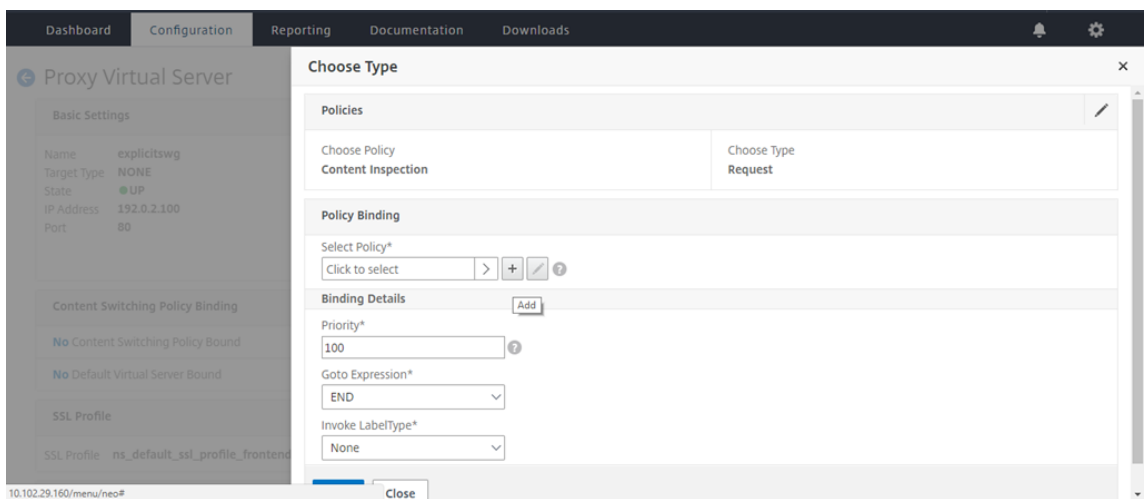 Dashboard Configuration Reporting Documentation Downloads
Proxy Virtual Server
Basic Settings
Name explicitswg
Target Type NONE
State UP
IP Address 192.0.2.100
Port 80
Content Switching Policy Binding
No Content Switching Policy Bound
No Default Virtual Server Bound
SSL Profile
SSL Profile ns_default_ssl_profile_frontend
10.102.29.160/menu/neo#
Choose Type ×
Policies
Choose Policy Choose Type
Content Inspection Request
Policy Binding
Select Policy*
Click to select > + ?
Add
Binding Details
Priority*
100 ?
Goto Expression*
END
Invoke LabelType*
None
Close